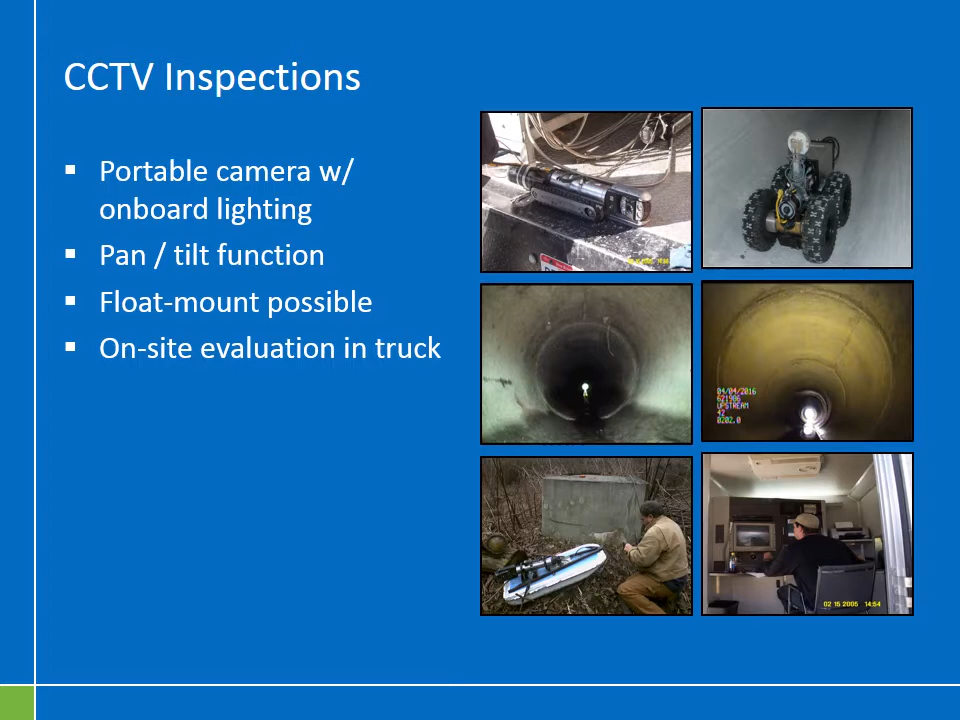 CCTV Inspections
▪ Portable camera w/
onboard lighting
▪ Pan / tilt function
▪ Float-mount possible
▪ On-site evaluation in truck
04/04/2016
621906
UPSTREAM
42
0202.0
02 15 2005 14:54